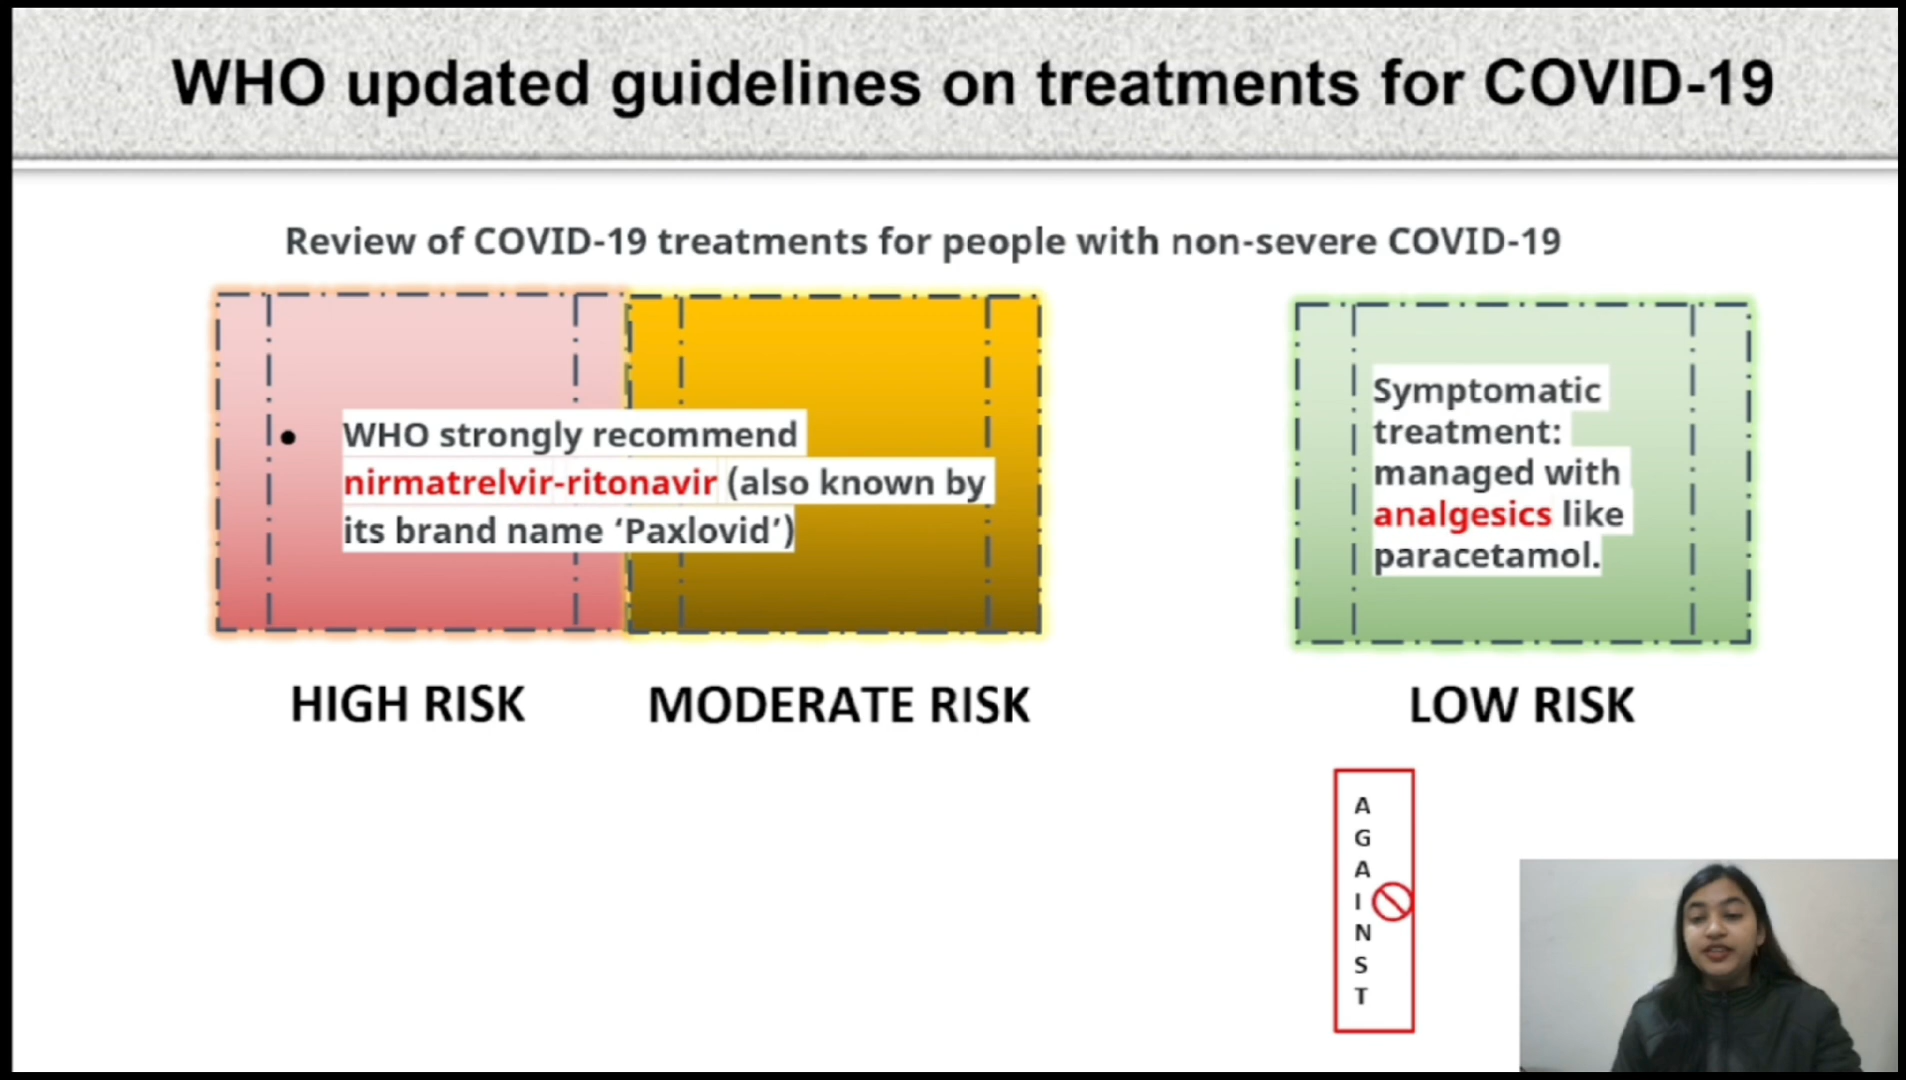 WHO updated guidelines on treatments for COVID-19
Review of COVID-19 treatments for people with non-severe COVID-19
• WHO strongly recommend
nirmatrelvir-ritonavir (also known by
its brand name ‘Paxlovid’)
Symptomatic
treatment:
managed with
analgesics like
paracetamol.
HIGH RISK
MODERATE RISK
LOW RISK
A
G
A
I
N
S
T